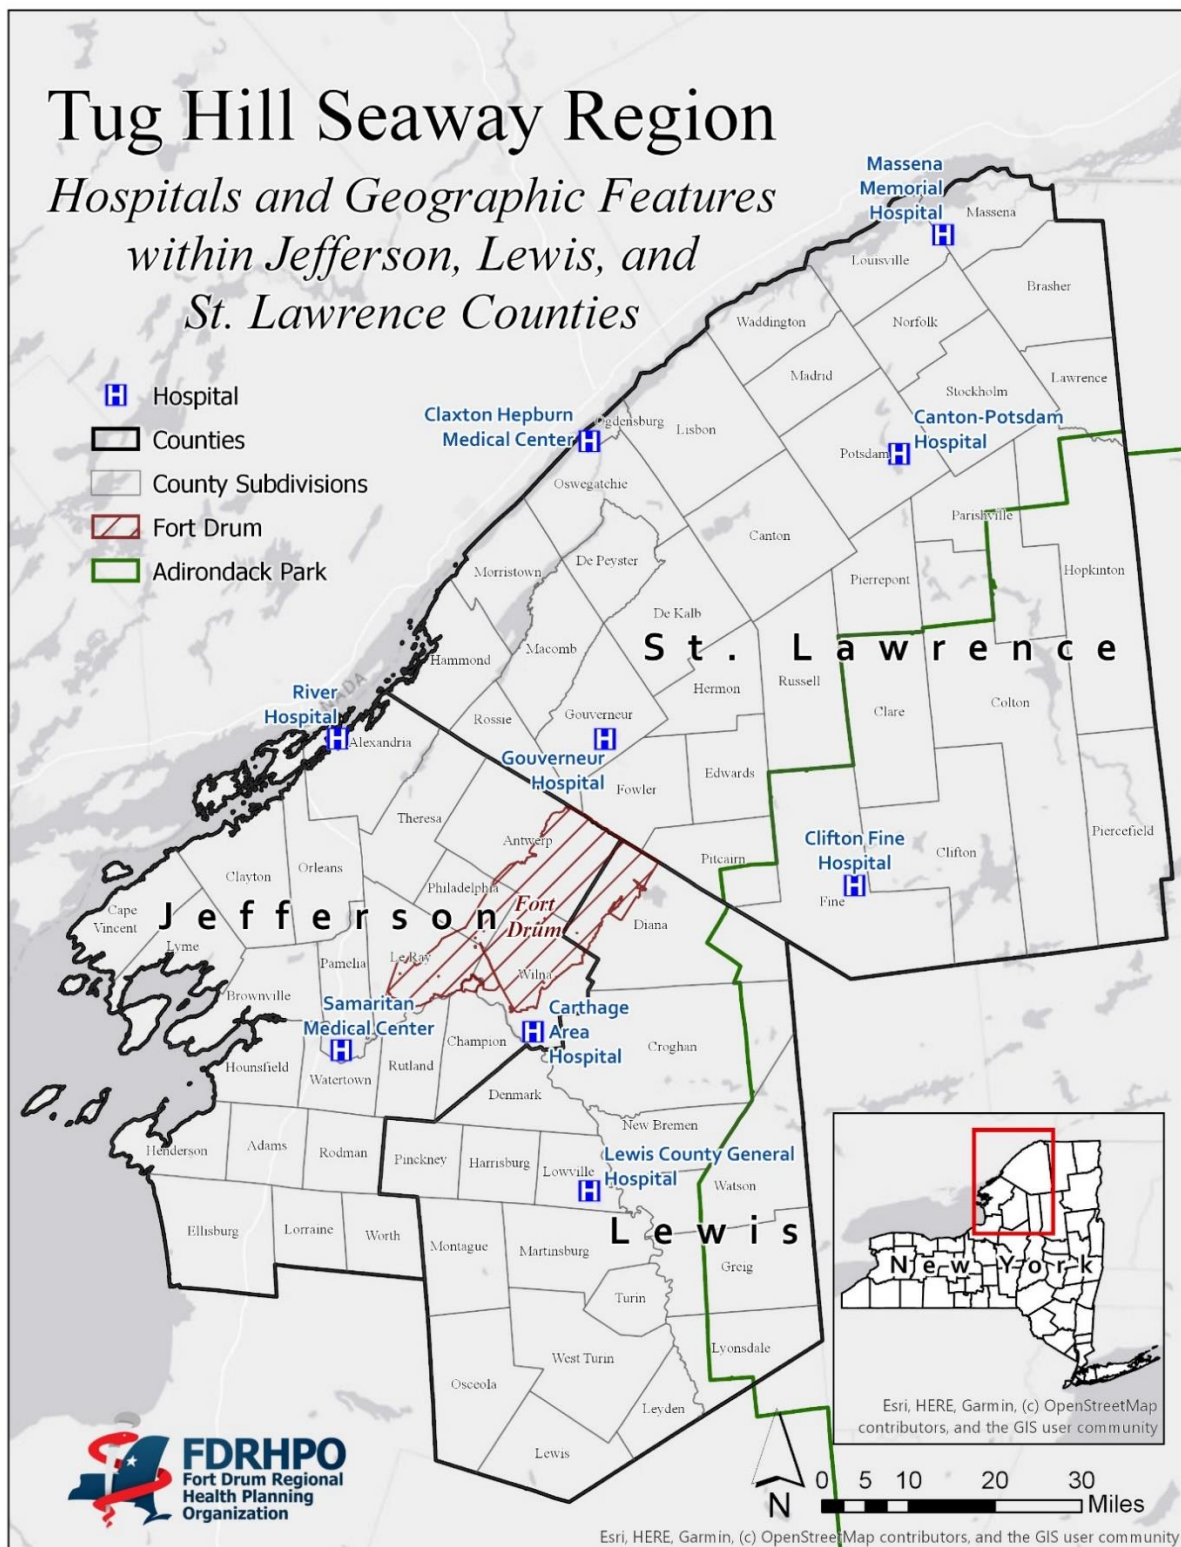 Tug Hill Seaway Region
Hospitals and Geographic Features
within Jefferson, Lewis, and
St. Lawrence Counties
Hospital
Counties
County Subdivisions
Fort Drum
Adirondack Park
Massena
Memorial
Hospital
Massena
Louisville
Brasher
Waddington
Norfolk
Madrid
Stockholm
Lawrence
Claxton Hepburn
Medical Center
Ogdensburg
Lisbon
Canton-Potsdam
Hospital
Potsdam
Oswegatchie
Canton
Parishville
Morristown
De Peyster
Pierrepont
Hopkinton
De Kalb
St. Lawrence
Hammond
Macomb
Hermon
Russell
Clare
Colton
River
Hospital
Alexandria
Rossie
Gouverneur
Gouverneur
Hospital
Edwards
Fowler
Theresa
Antwerp
Piercefield
Clifton Fine
Hospital
Clifton
Pitcairn
Fine
Clayton
Orleans
Philadelphia
Jefferson
Fort
Drum
Diana
Cape
Vincent
Lyme
Pamelia
Le Ray
Wilna
Brownville
Samaritan
Medical Center
Carthage
Area
Hospital
Champion
Croghan
Hounsfield
Watertown
Rutland
Denmark
New Bremen
Henderson
Adams
Rodman
Pinckney
Harrisburg
Lowville
Lewis County General
Hospital
Watson
Lewis
Ellisburg
Lorraine
Worth
Montague
Martinsburg
Greig
Turin
West Turin
Lyonsdale
Osceola
Leyden
Lewis
New York
Esri, HERE, Garmin, (c) OpenStreetMap
contributors, and the GIS user community
FDRHPO
Fort Drum Regional
Health Planning
Organization
N
0 5 10 20 30
Miles
Esri, HERE, Garmin, (c) OpenStreetMap contributors, and the GIS user community